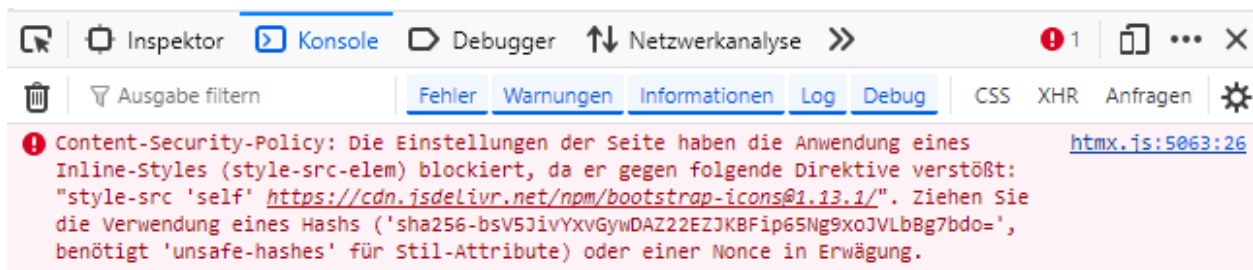 Inspektor Konsole Debugger Netzwerkanalyse 1
Ausgabe filtern Fehler Warnungen Informationen Log Debug CSS XHR Anfragen
Content-Security-Policy: Die Einstellungen der Seite haben die Anwendung eines htmx.js:5063:26
Inline-Styles (style-src-elem) blockiert, da er gegen folgende Direktive verstößt:
"style-src 'self' https://cdn.jsdelivr.net/npm/bootstrap-icons@1.13.1/". Ziehen Sie
die Verwendung eines Hashs ('sha256-bsV5JivYxvGywDAZ22EZJKBFip65Ng9xoJVLbBg7bdo=',
benötigt 'unsafe-hashes' für Stil-Attribute) oder einer Nonce in Erwägung.